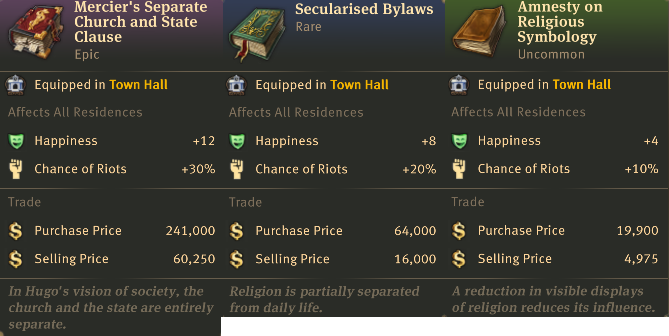 Mercier's Separate
Church and State
Clause
Epic
Equipped in Town Hall
Affects All Residences
Happiness +12
Chance of Riots +30%
Trade
Purchase Price 241,000
Selling Price 60,250
In Hugo's vision of society, the
church and the state are entirely
separate.
Secularised Bylaws
Rare
Equipped in Town Hall
Affects All Residences
Happiness +8
Chance of Riots +20%
Trade
Purchase Price 64,000
Selling Price 16,000
Religion is partially separated
from daily life.
Amnesty on
Religious
Symbology
Uncommon
Equipped in Town Hall
Affects All Residences
Happiness +4
Chance of Riots +10%
Trade
Purchase Price 19,900
Selling Price 4,975
A reduction in visible displays
of religion reduces its influence.